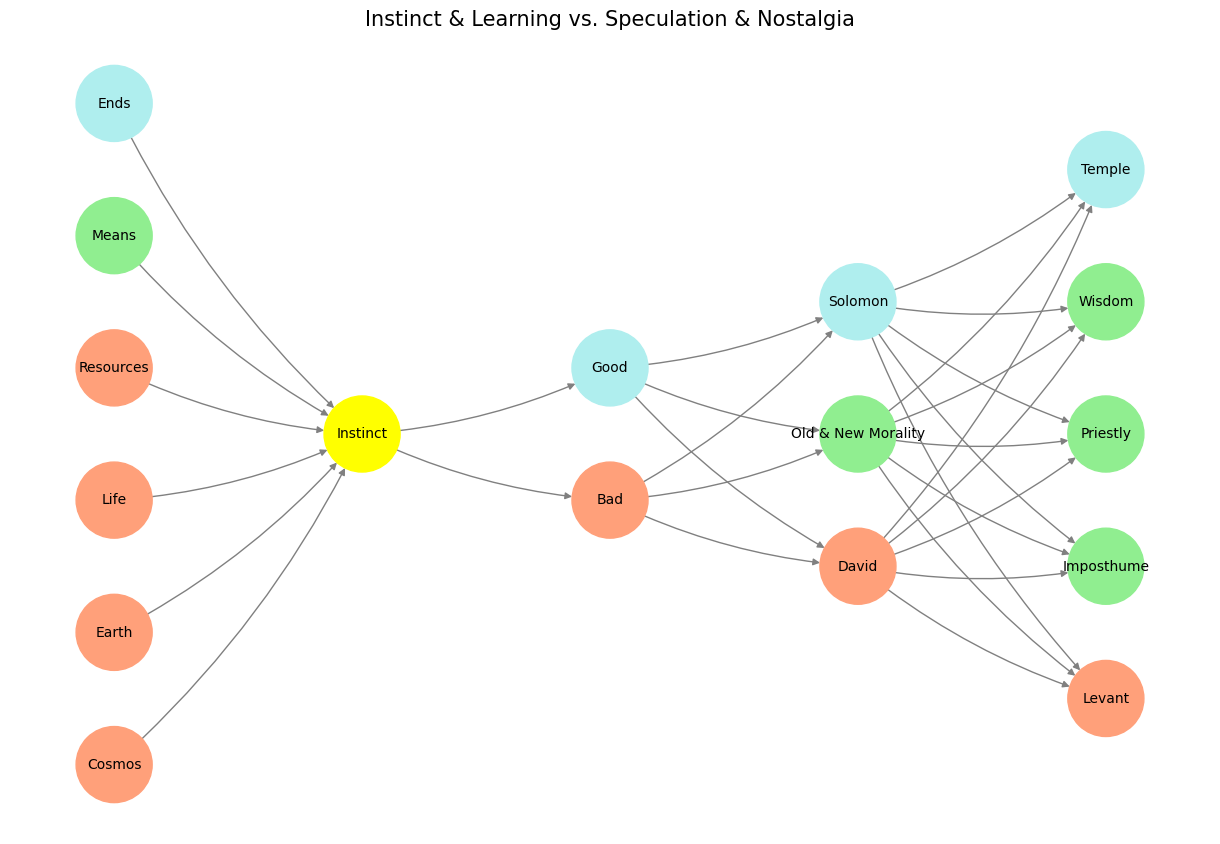 Instinct & Learning vs. Speculation & Nostalgia
Ends
Means
Resources
Life
Earth
Cosmos
Instinct
Good
Bad
Solomon
Old & New Morality
David
Temple
Wisdom
Priestly
Imposthume
Levant